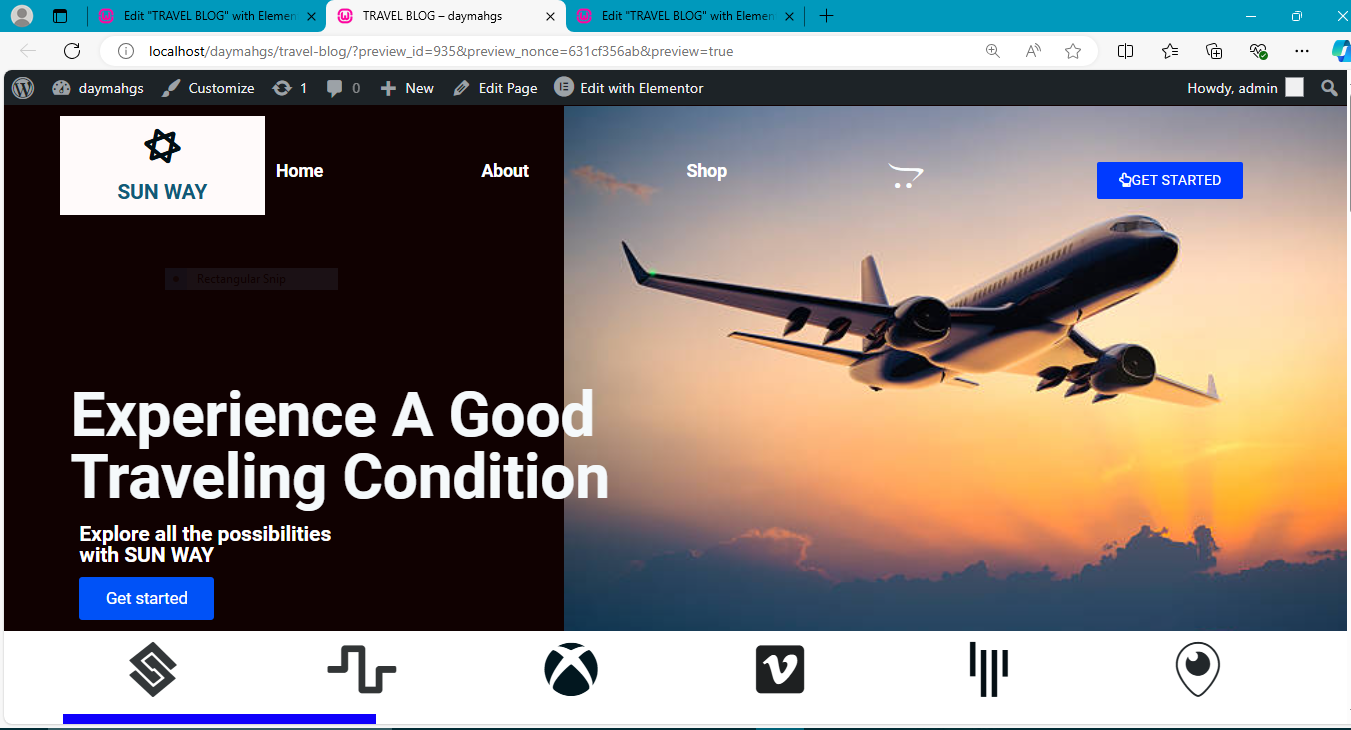 Edit "TRAVEL BLOG" with Elemen
TRAVEL BLOG – daymahgs
Edit "TRAVEL BLOG" with Elemen
localhost/daymahgs/travel-blog/?preview_id=935&preview_nonce=631cf356ab&preview=true
daymahgs Customize 1 0 New Edit Page Edit with Elementor Howdy, admin
SUN WAY
Home About Shop GET STARTED
Rectangular Snip
Experience A Good
Traveling Condition
Explore all the possibilities
with SUN WAY
Get started